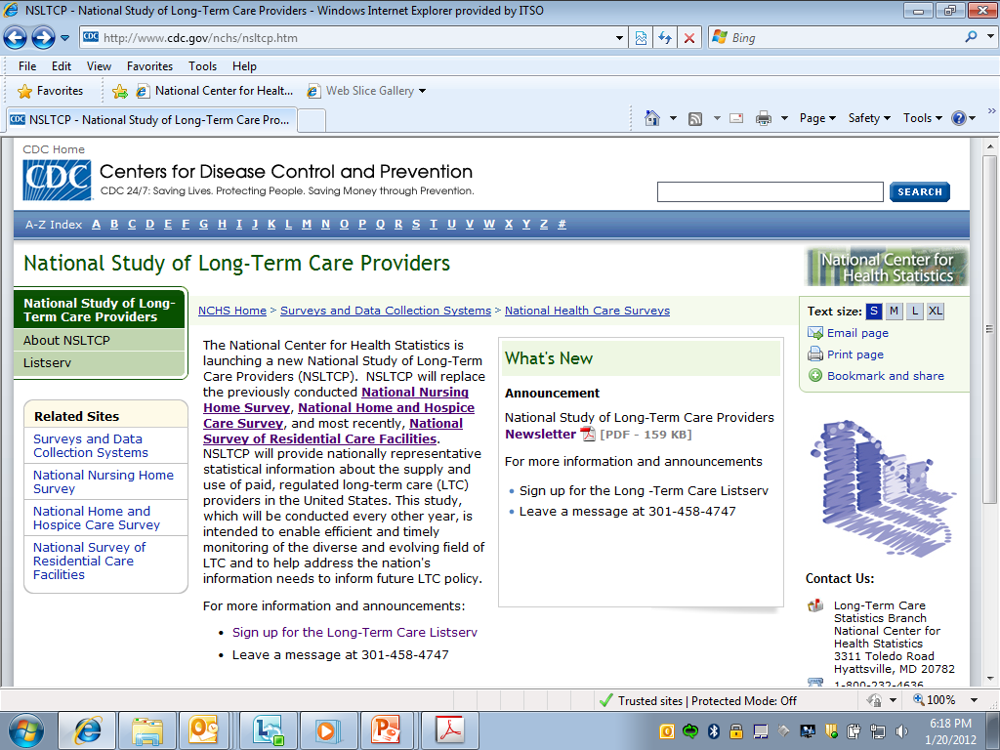 NSLTCP - National Study of Long-Term Care Providers - Windows Internet Explorer provided by ITSO
http://www.cdc.gov/nchs/nsltcp.htm
Bing
File Edit View Favorites Tools Help
Favorites
National Center for Healt...
Web Slice Gallery
NSLTCP - National Study of Long-Term Care Pro...
Page Safety Tools
CDC Home
CDC
Centers for Disease Control and Prevention
CDC 24/7: Saving Lives. Protecting People. Saving Money through Prevention.
SEARCH
A-Z Index A B C D E F G H I J K L M N O P Q R S T U V W X Y Z #
National Study of Long-Term Care Providers
National Center for
Health Statistics
National Study of Long-
Term Care Providers
About NSLTCP
Listserv
Related Sites
Surveys and Data
Collection Systems
National Nursing Home
Survey
National Home and
Hospice Care Survey
National Survey of
Residential Care
Facilities
NCHS Home > Surveys and Data Collection Systems > National Health Care Surveys
The National Center for Health Statistics is
launching a new National Study of Long-Term
Care Providers (NSLTCP). NSLTCP will replace
the previously conducted National Nursing
Home Survey, National Home and Hospice
Care Survey, and most recently, National
Survey of Residential Care Facilities.
NSLTCP will provide nationally representative
statistical information about the supply and
use of paid, regulated long-term care (LTC)
providers in the United States. This study,
which will be conducted every other year, is
intended to enable efficient and timely
monitoring of the diverse and evolving field of
LTC and to help address the nation's
information needs to inform future LTC policy.
For more information and announcements:
• Sign up for the Long-Term Care Listserv
• Leave a message at 301-458-4747
What's New
Announcement
National Study of Long-Term Care Providers
Newsletter [PDF - 159 KB]
For more information and announcements
• Sign up for the Long -Term Care Listserv
• Leave a message at 301-458-4747
Text size: S M L XL
Email page
Print page
Bookmark and share
Contact Us:
Long-Term Care
Statistics Branch
National Center for
Health Statistics
3311 Toledo Road
Hyattsville, MD 20782
1-800-232-4636
Trusted sites | Protected Mode: Off
100%
6:18 PM
1/20/2012